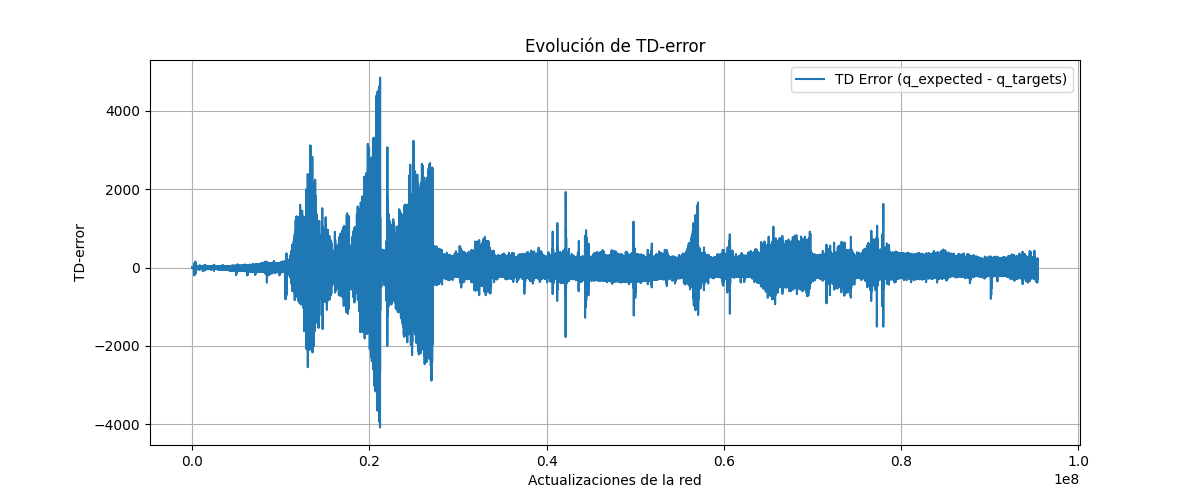 Evolución de TD-error
TD Error (q_expected - q_targets)
4000
2000
0
−2000
−4000
TD-error
0.0
0.2
0.4
0.6
0.8
1.0
1e8
Actualizaciones de la red